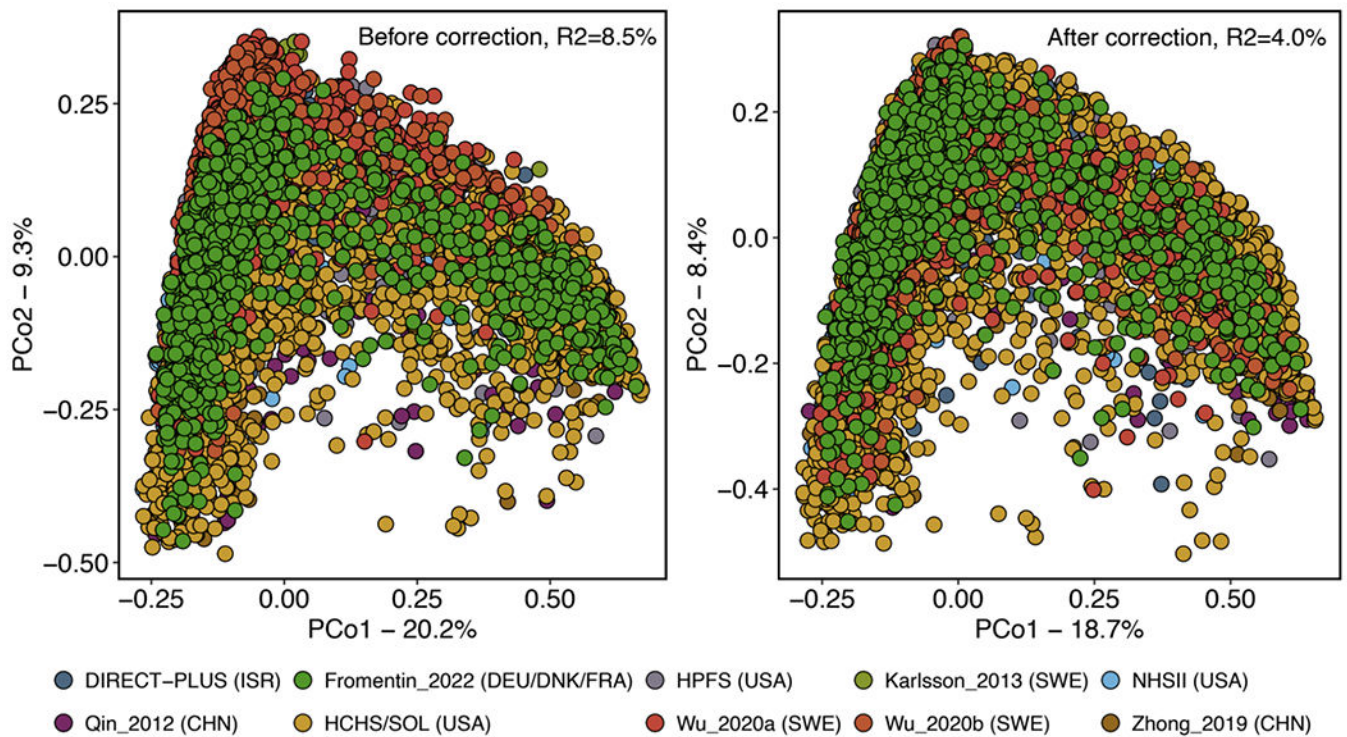 Before correction, R2=8.5%
0.25
0.00
−0.25
−0.50
PCo2 − 9.3%
−0.25 0.00 0.25 0.50
PCo1 − 20.2%
After correction, R2=4.0%
0.2
0.0
−0.2
−0.4
PCo2 − 8.4%
−0.25 0.00 0.25 0.50
PCo1 − 18.7%
DIRECT−PLUS (ISR) Fromentin_2022 (DEU/DNK/FRA) HPFS (USA) Karlsson_2013 (SWE) NHSII (USA)
Qin_2012 (CHN) HCHS/SOL (USA) Wu_2020a (SWE) Wu_2020b (SWE) Zhong_2019 (CHN)